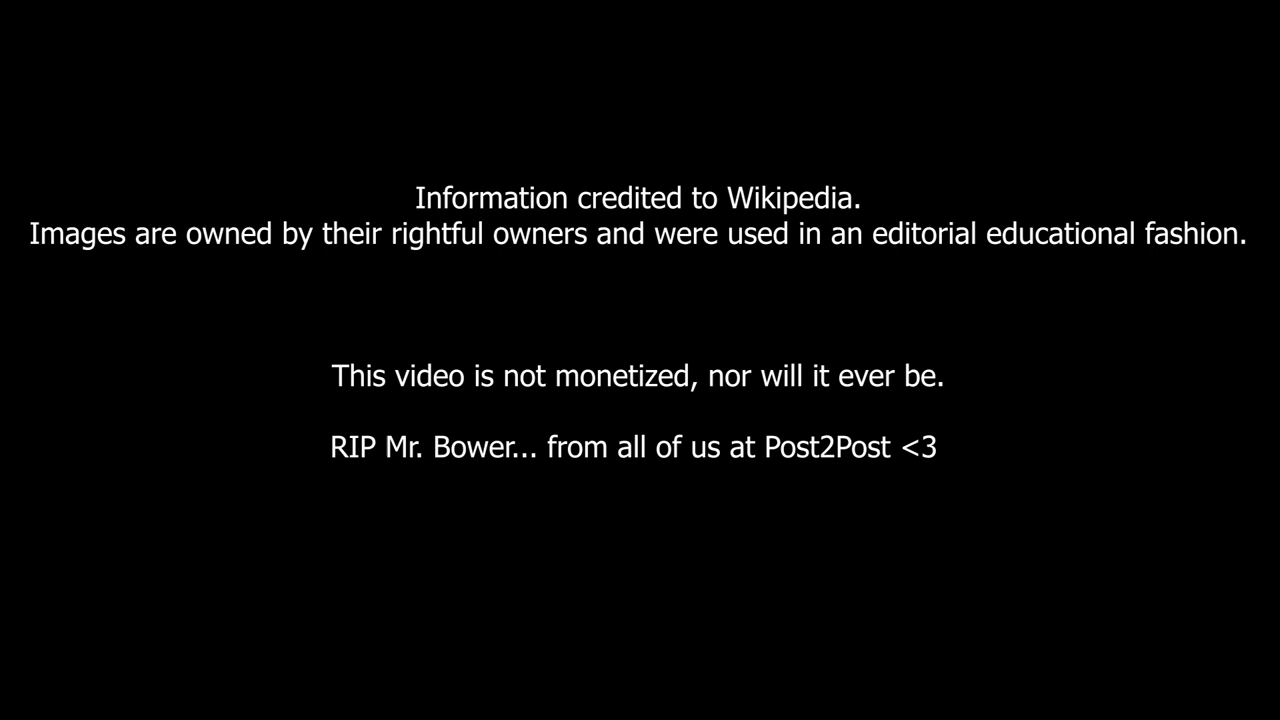 Information credited to Wikipedia.
Images are owned by their rightful owners and were used in an editorial educational fashion.
This video is not monetized, nor will it ever be.
RIP Mr. Bower... from all of us at Post2Post <3